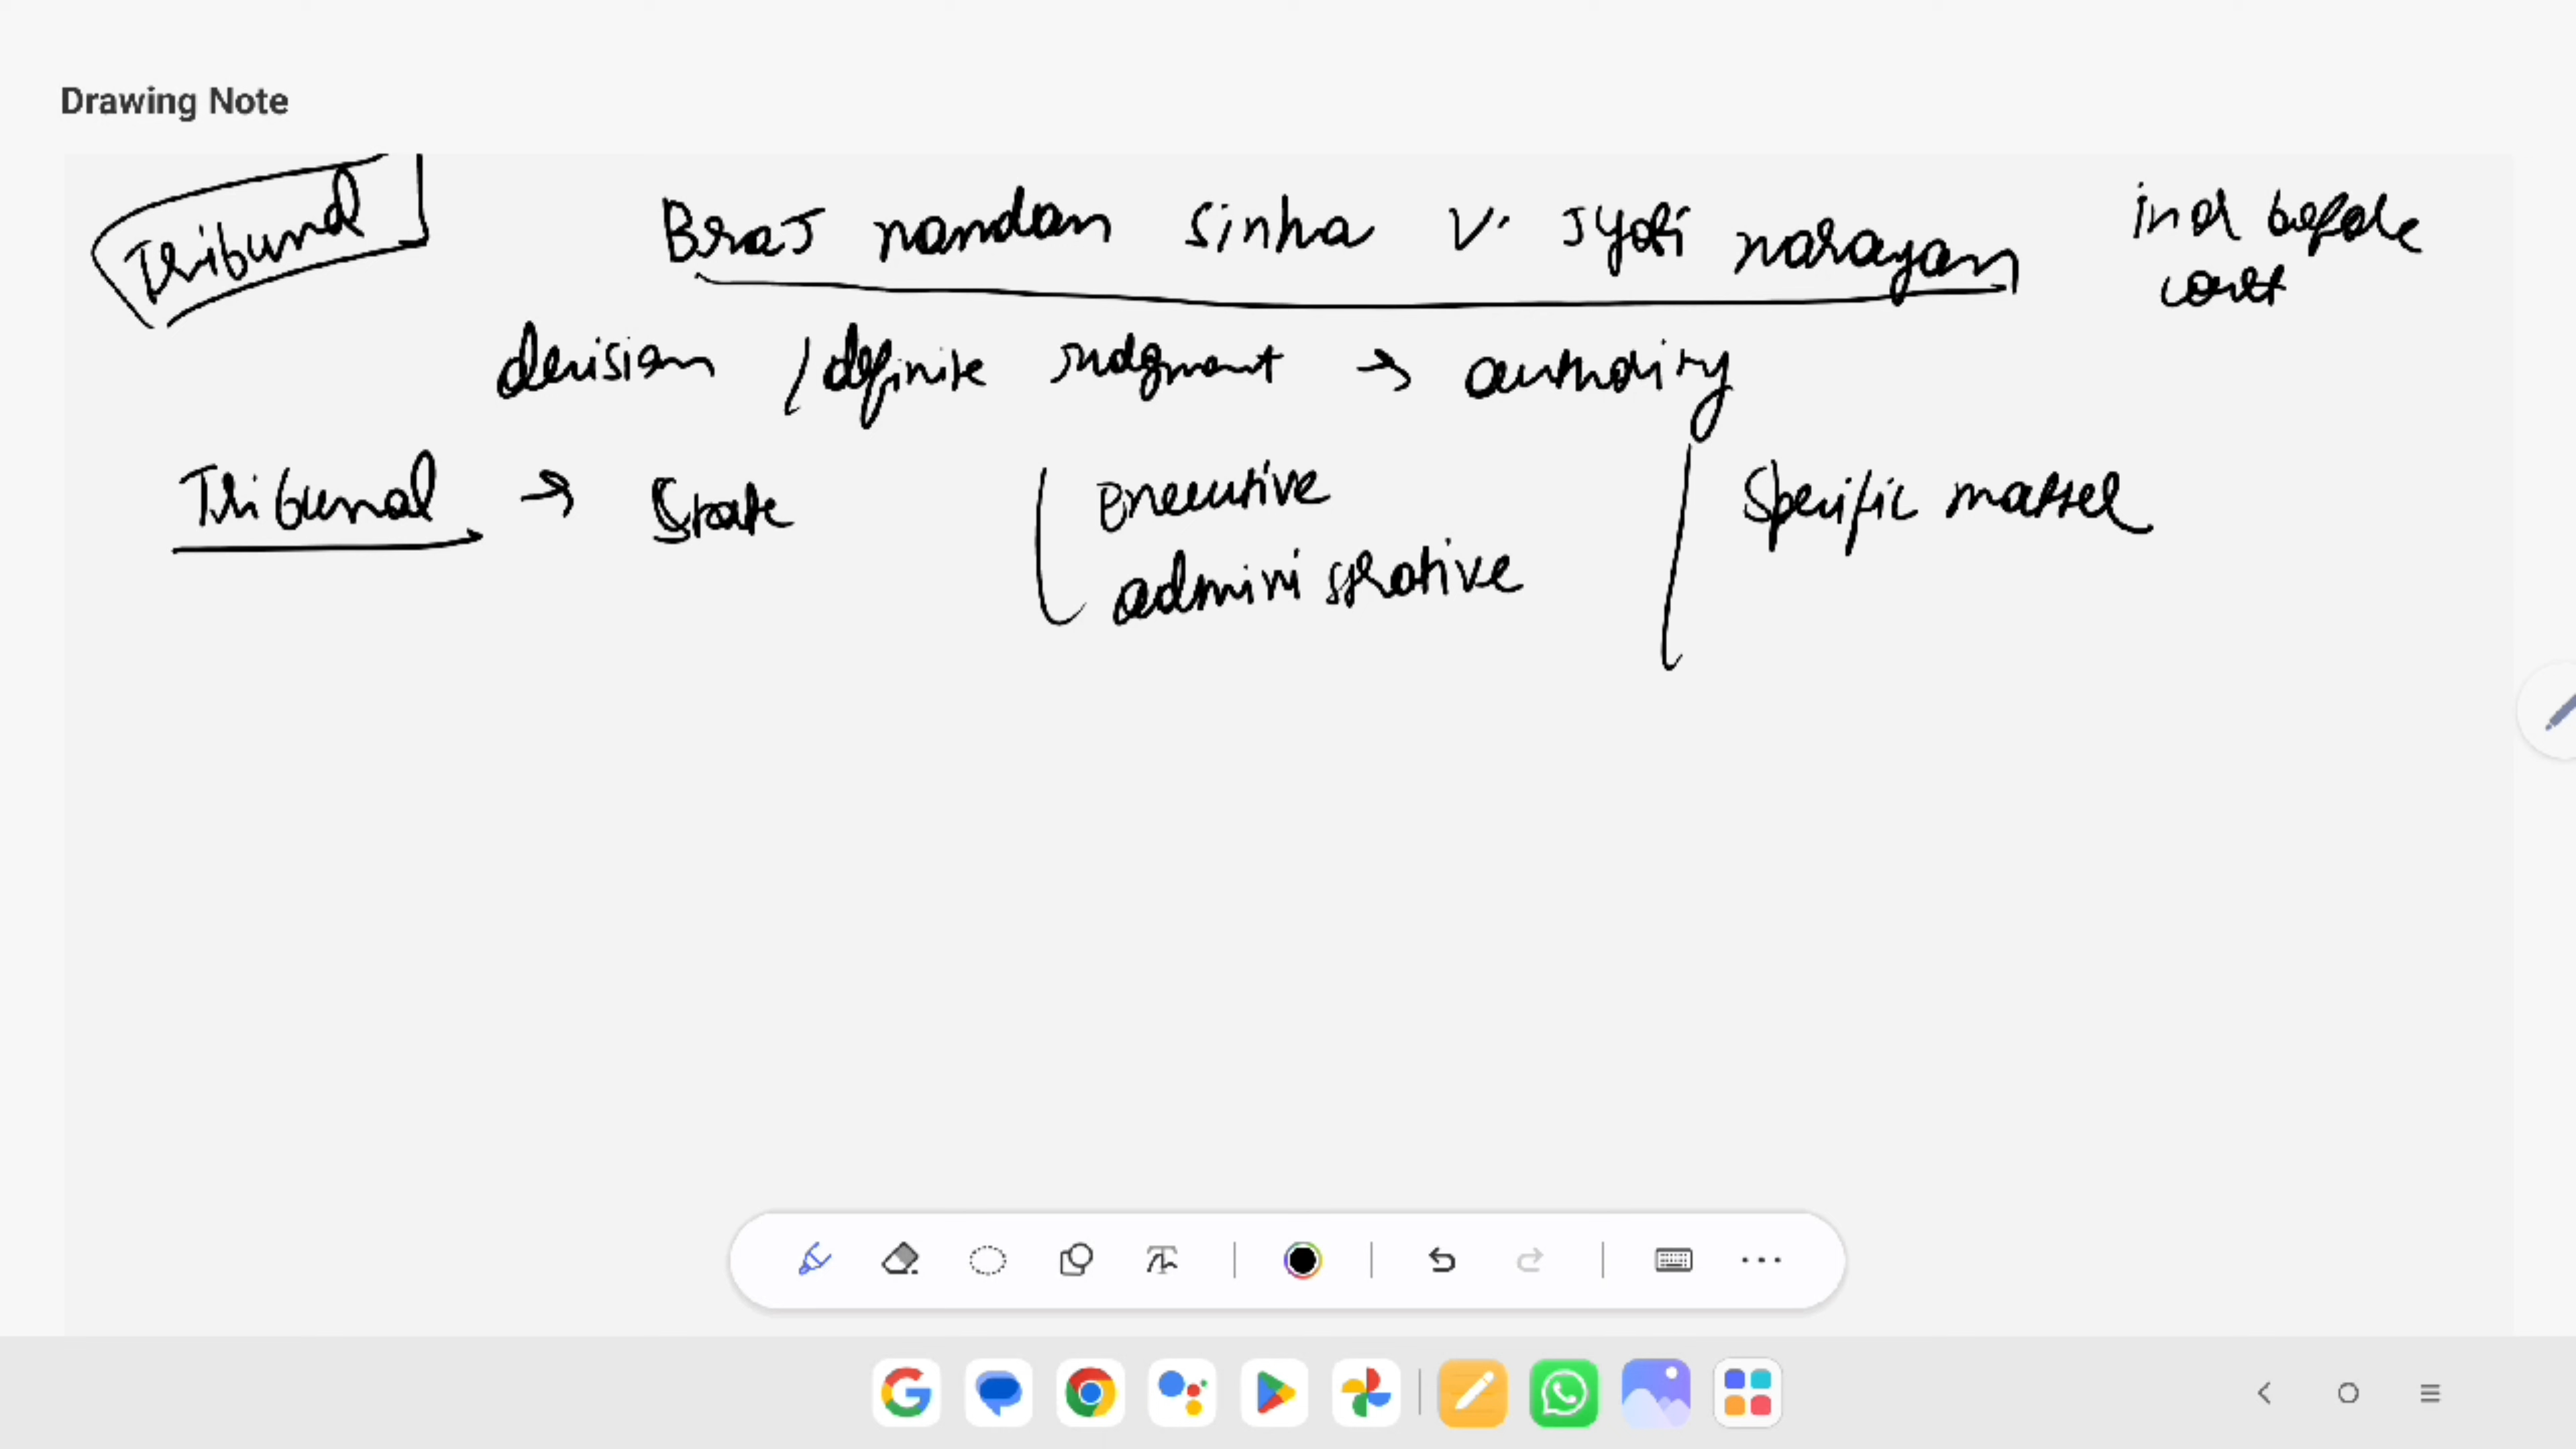 Drawing Note
Tribunal
Braj nandan Sinha v. Jyoti narayan
ind before
court
decision / definite judgment → authority
Tribunal → State
executive
administrative
Specific matter